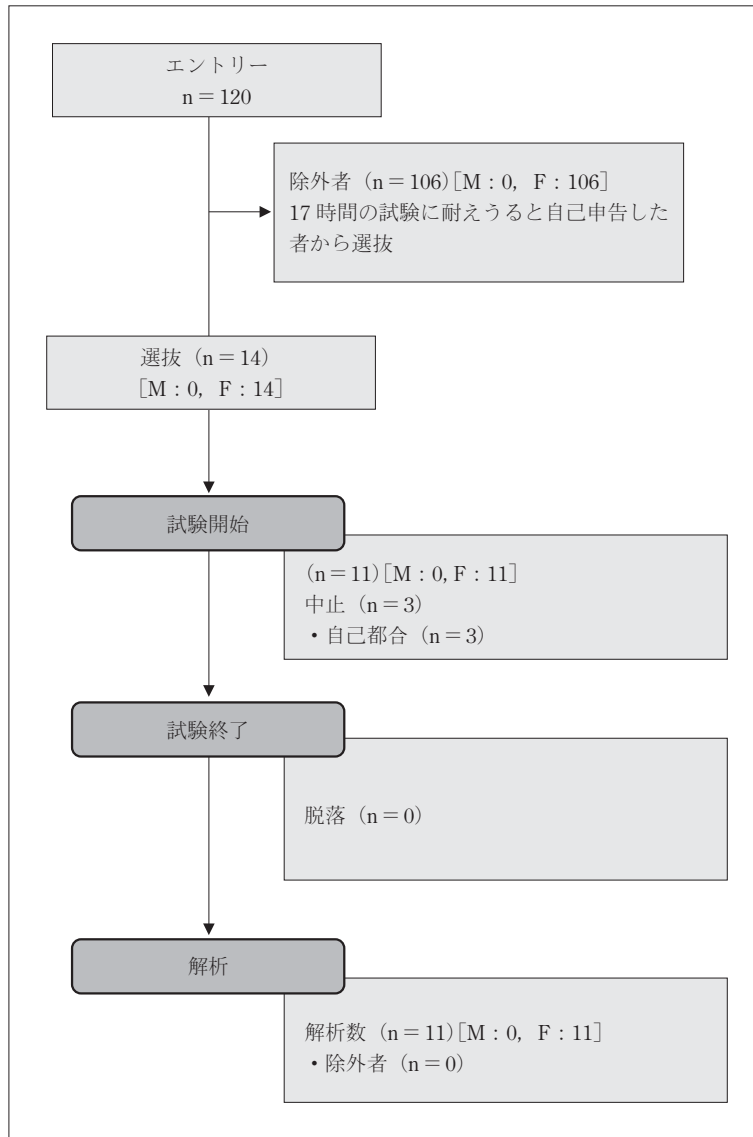 エントリー
n = 120
除外者 (n = 106) [M : 0, F : 106]
17 時間の試験に耐えうると自己申告した
者から選抜
選抜 (n = 14)
[M : 0, F : 14]
試験開始
(n = 11) [M : 0, F : 11]
中止 (n = 3)
・自己都合 (n = 3)
試験終了
脱落 (n = 0)
解析
解析数 (n = 11) [M : 0, F : 11]
・除外者 (n = 0)